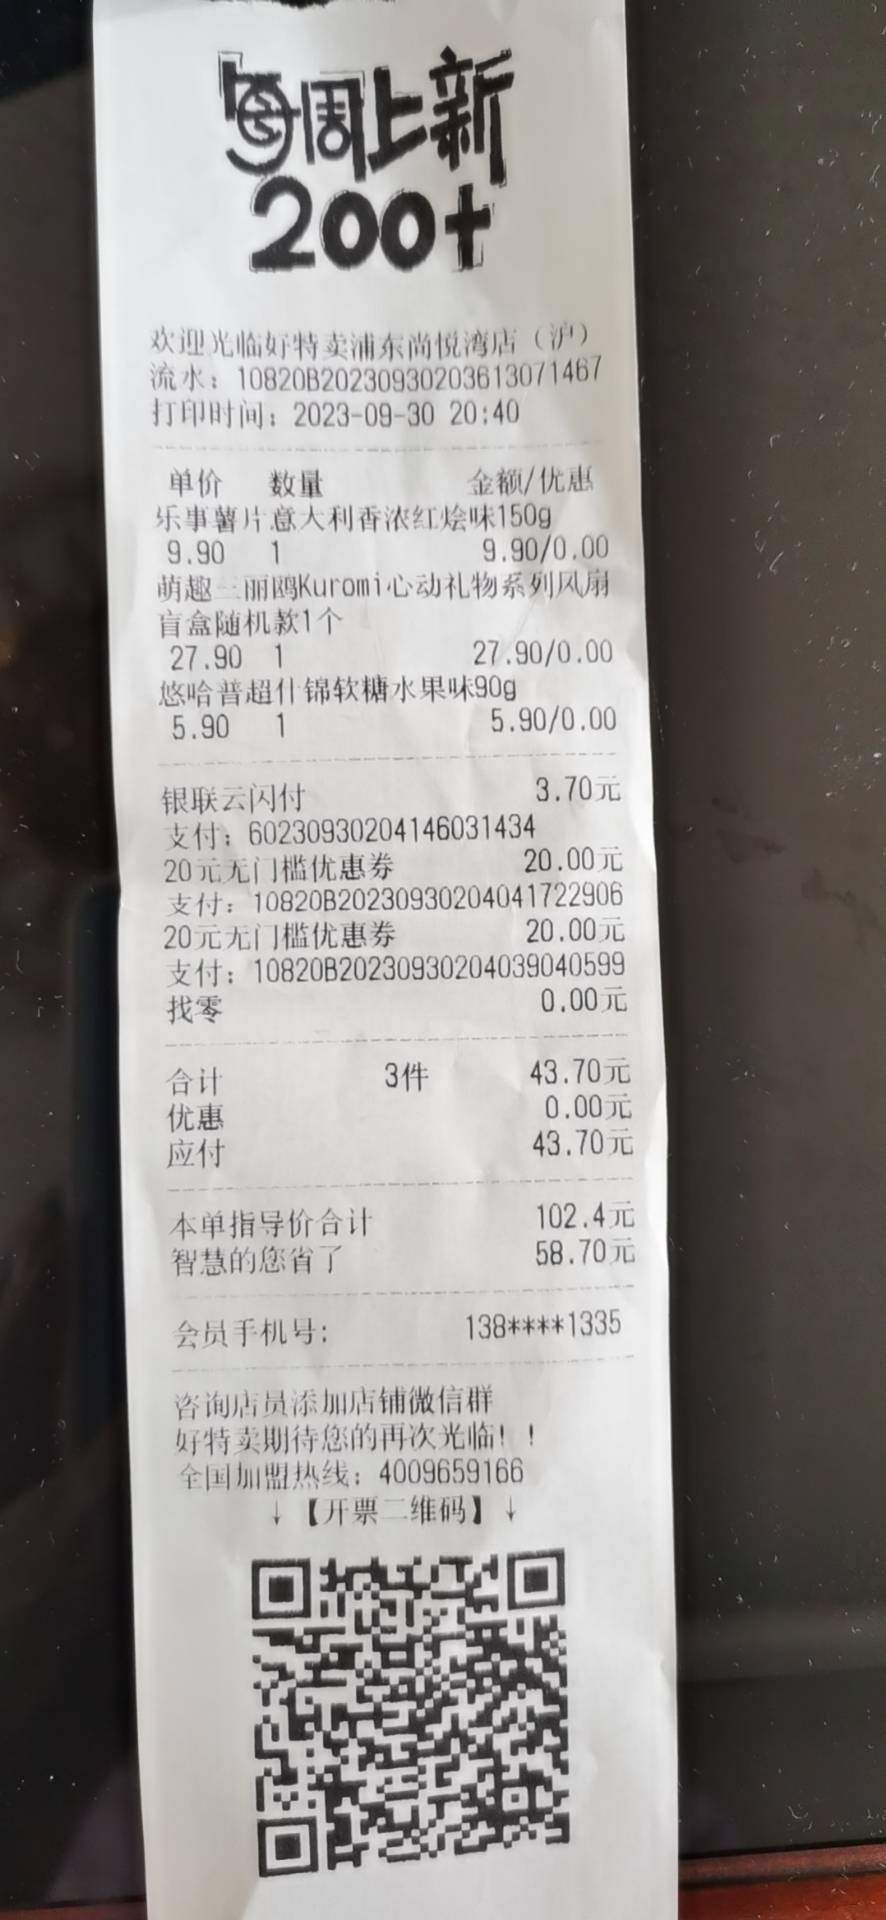 每周上新
200+
欢迎光临好特卖浦东尚悦湾店（沪）
流水：10820B20230930203613071467
打印时间：2023-09-30 20:40
单价 数量 金额/优惠
乐事薯片意大利香浓红烩味150g
9.90 1 9.90/0.00
萌趣三丽鸥Kuromi心动礼物系列风扇
盲盒随机款1个
27.90 1 27.90/0.00
悠哈普超什锦软糖水果味90g
5.90 1 5.90/0.00
银联云闪付 3.70元
支付：60230930204146031434
20元无门槛优惠券 20.00元
支付：10820B20230930204041722906
20元无门槛优惠券 20.00元
支付：10820B20230930204039040599
找零 0.00元
合计 3件 43.70元
优惠 0.00元
应付 43.70元
本单指导价合计 102.4元
智慧的您省了 58.70元
会员手机号: 138****1335
咨询店员添加店铺微信群
好特卖期待您的再次光临！！
全国加盟热线：4009659166
↓【开票二维码】↓